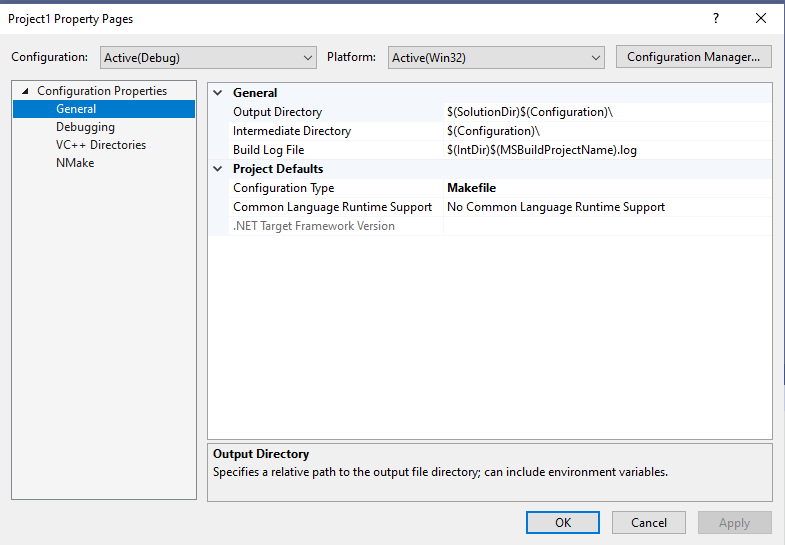 Project1 Property Pages
Configuration: Active(Debug) Platform: Active(Win32) Configuration Manager...
Configuration Properties
General
Debugging
VC++ Directories
NMake
General
Output Directory $(SolutionDir)$(Configuration)\
Intermediate Directory $(Configuration)\
Build Log File $(IntDir)$(MSBuildProjectName).log
Project Defaults
Configuration Type Makefile
Common Language Runtime Support No Common Language Runtime Support
.NET Target Framework Version
Output Directory
Specifies a relative path to the output file directory; can include environment variables.
OK Cancel Apply